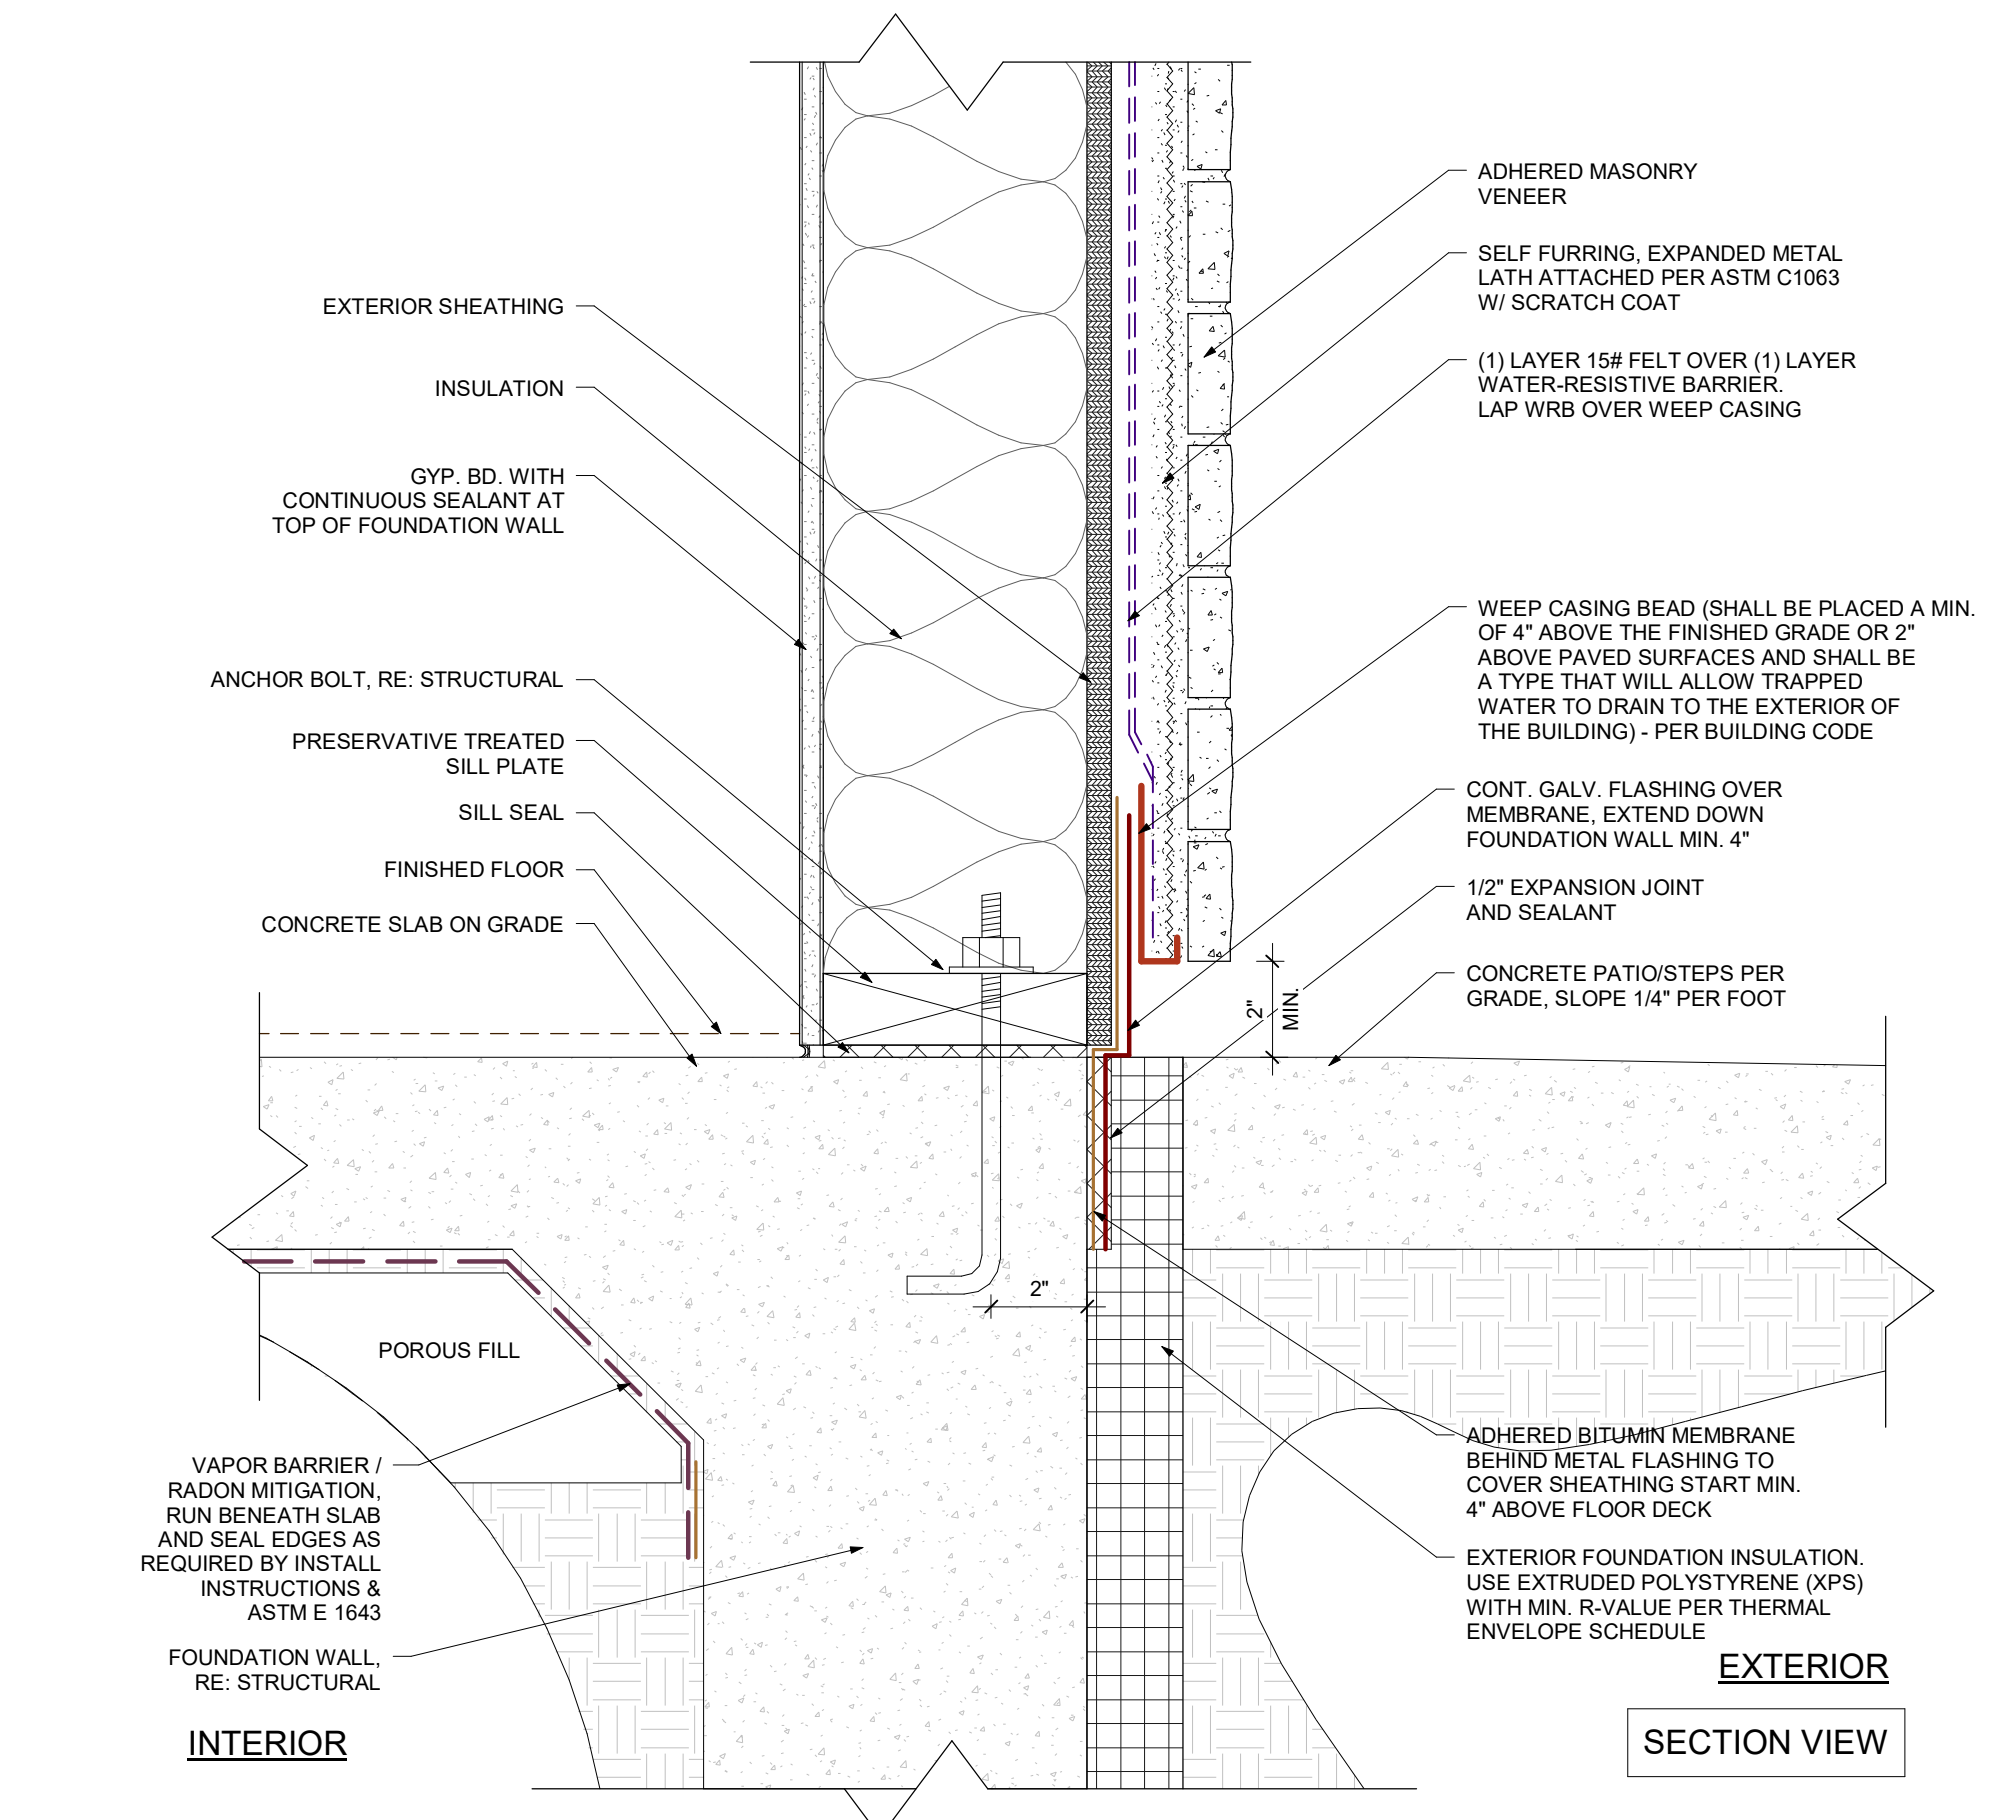 EXTERIOR SHEATHING
INSULATION
GYP. BD. WITH
CONTINUOUS SEALANT AT
TOP OF FOUNDATION WALL
ANCHOR BOLT, RE: STRUCTURAL
PRESERVATIVE TREATED
SILL PLATE
SILL SEAL
FINISHED FLOOR
CONCRETE SLAB ON GRADE
POROUS FILL
VAPOR BARRIER /
RADON MITIGATION,
RUN BENEATH SLAB
AND SEAL EDGES AS
REQUIRED BY INSTALL
INSTRUCTIONS &
ASTM E 1643
FOUNDATION WALL,
RE: STRUCTURAL
INTERIOR
2"
2"
MIN.
ADHERED MASONRY
VENEER
SELF FURRING, EXPANDED METAL
LATH ATTACHED PER ASTM C1063
W/ SCRATCH COAT
(1) LAYER 15# FELT OVER (1) LAYER
WATER-RESISTIVE BARRIER.
LAP WRB OVER WEEP CASING
WEEP CASING BEAD (SHALL BE PLACED A MIN.
OF 4" ABOVE THE FINISHED GRADE OR 2"
ABOVE PAVED SURFACES AND SHALL BE
A TYPE THAT WILL ALLOW TRAPPED
WATER TO DRAIN TO THE EXTERIOR OF
THE BUILDING) - PER BUILDING CODE
CONT. GALV. FLASHING OVER
MEMBRANE, EXTEND DOWN
FOUNDATION WALL MIN. 4"
1/2" EXPANSION JOINT
AND SEALANT
CONCRETE PATIO/STEPS PER
GRADE, SLOPE 1/4" PER FOOT
ADHERED BITUMIN MEMBRANE
BEHIND METAL FLASHING TO
COVER SHEATHING START MIN.
4" ABOVE FLOOR DECK
EXTERIOR FOUNDATION INSULATION.
USE EXTRUDED POLYSTYRENE (XPS)
WITH MIN. R-VALUE PER THERMAL
ENVELOPE SCHEDULE
EXTERIOR
SECTION VIEW